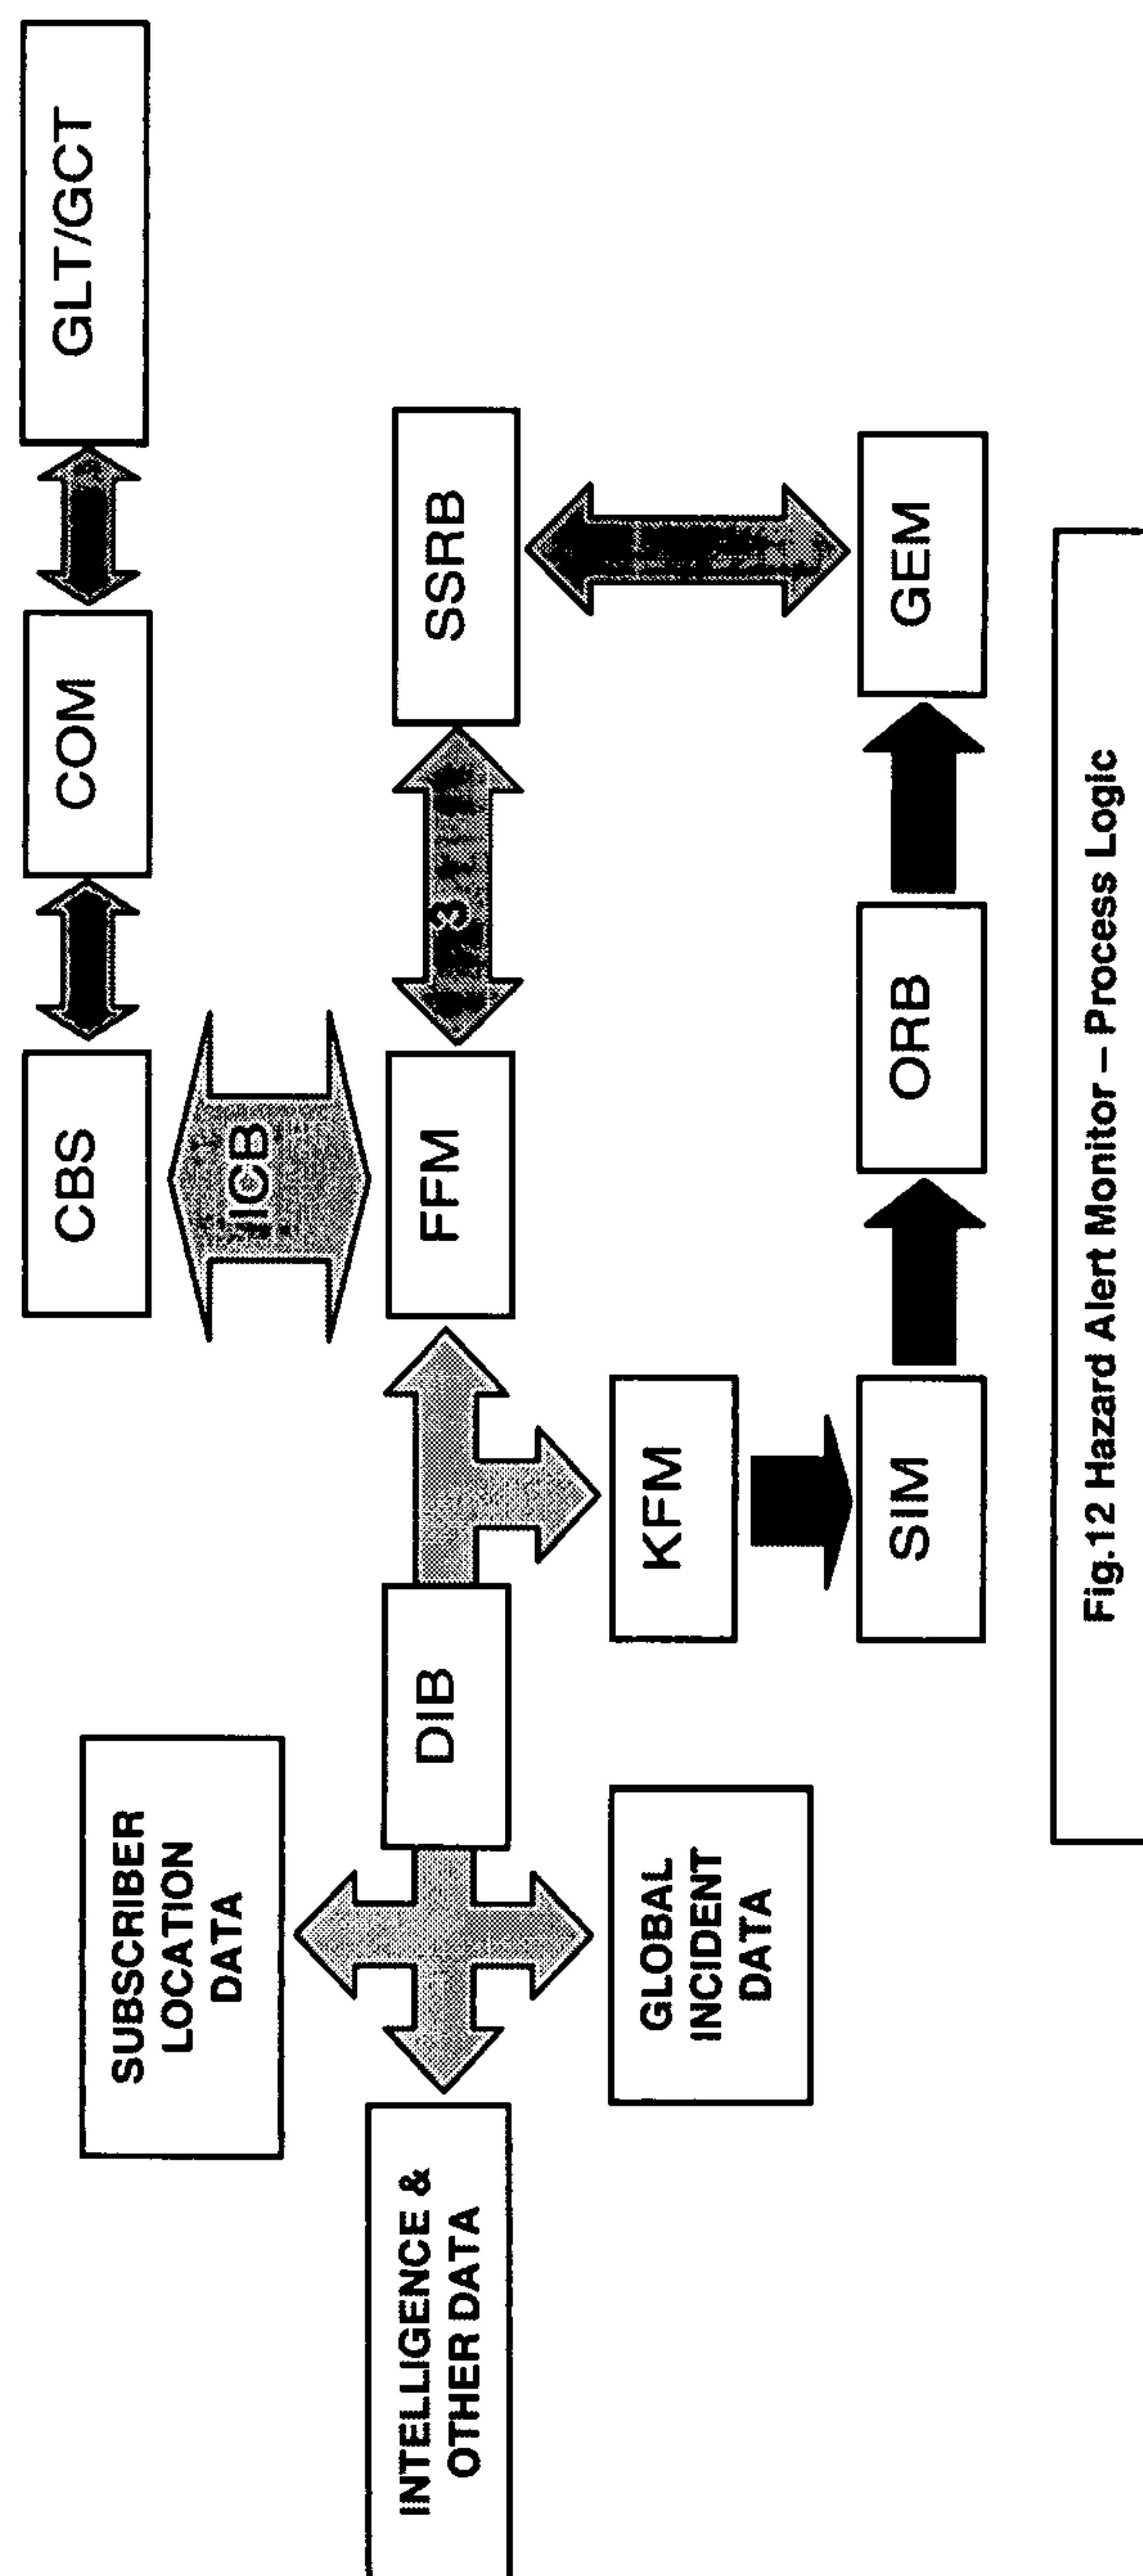 GLT/GCT
COM
CBS
ICB
SSRB
3
FFM
GEM
ORB
KFM
SIM
DIB
SUBSCRIBER
LOCATION
DATA
GLOBAL
INCIDENT
DATA
INTELLIGENCE &
OTHER DATA
Fig.12 Hazard Alert Monitor – Process Logic